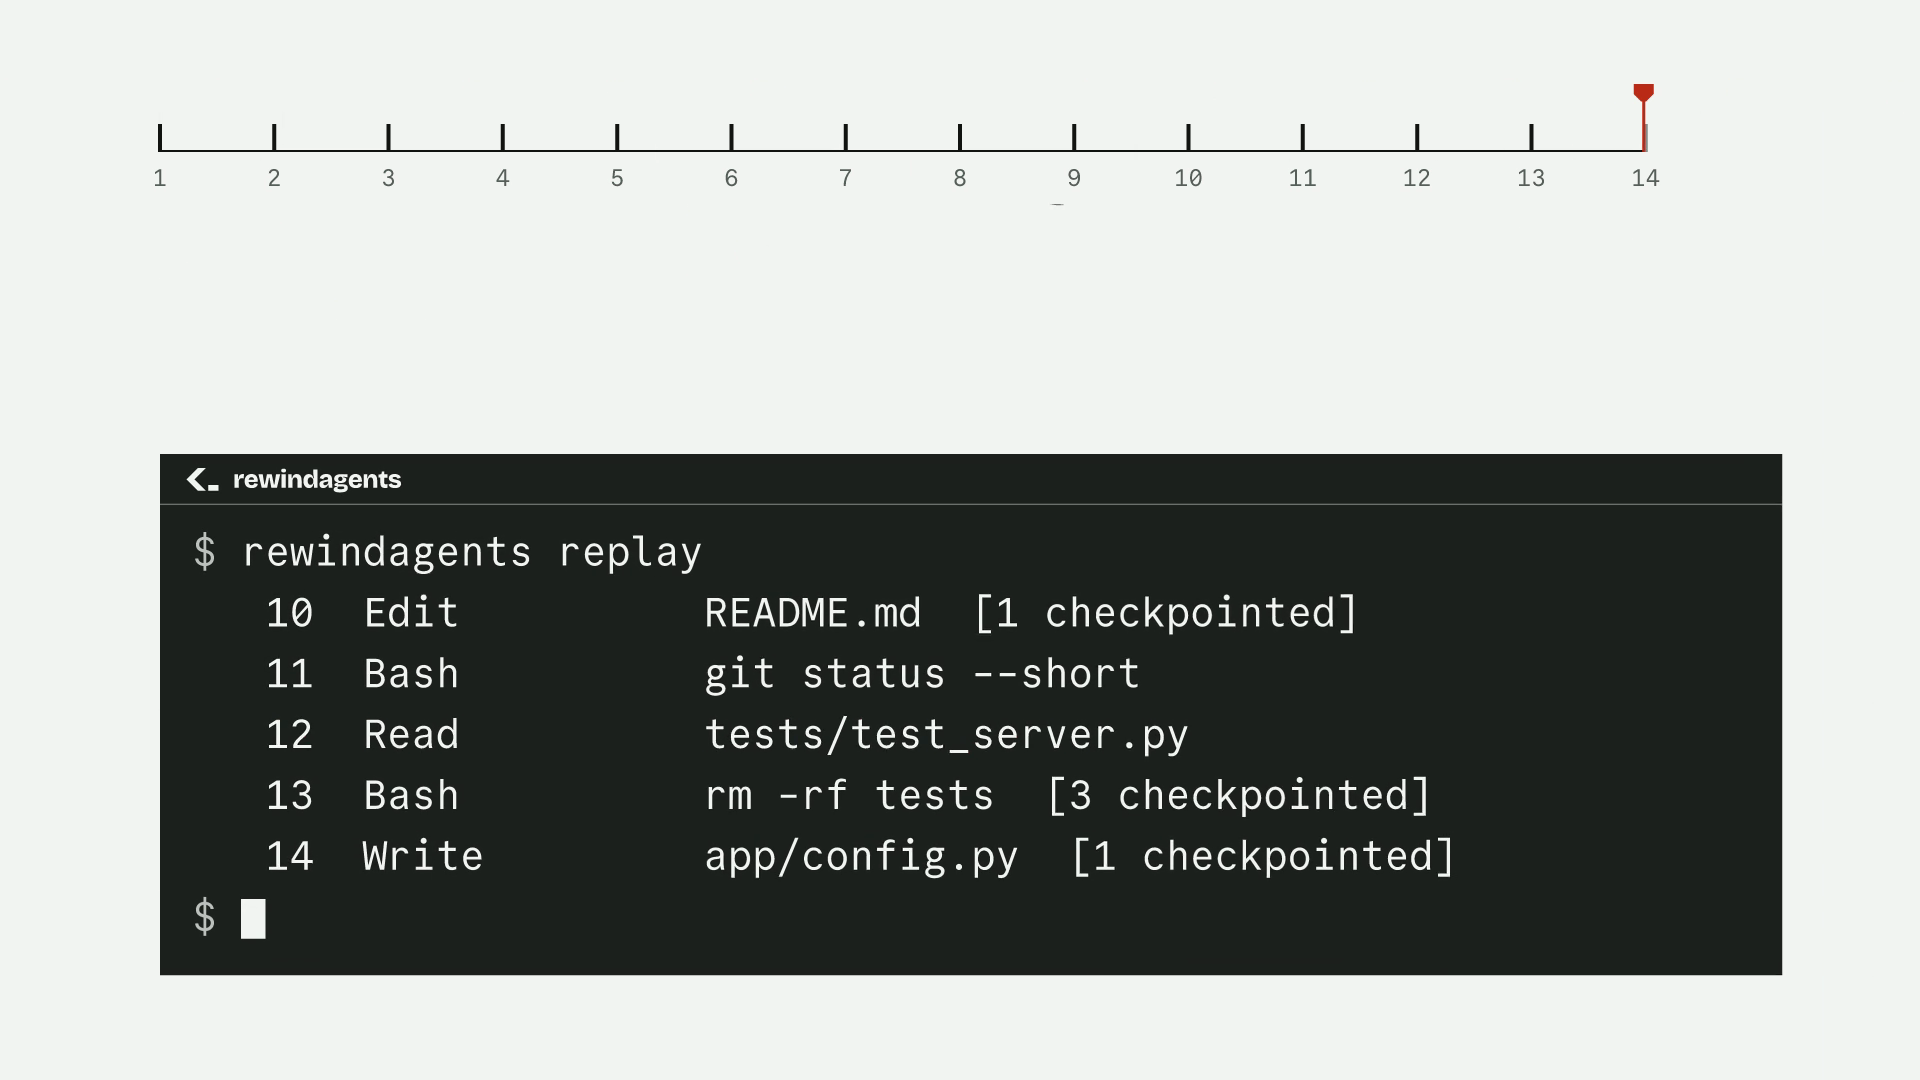 1 2 3 4 5 6 7 8 9 10 11 12 13 14
rewindagents
$ rewindagents replay
10 Edit README.md [1 checkpointed]
11 Bash git status --short
12 Read tests/test_server.py
13 Bash rm -rf tests [3 checkpointed]
14 Write app/config.py [1 checkpointed]
$